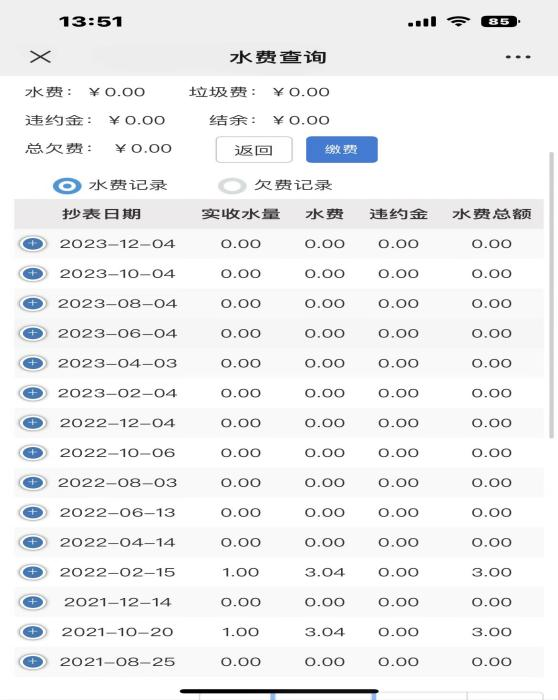 13:51 85
水费查询
水费: ￥0.00 垃圾费: ￥0.00
违约金: ￥0.00 结余: ￥0.00
总欠费: ￥0.00 返回 缴费
水费记录 欠费记录
抄表日期 实收水量 水费 违约金 水费总额
2023-12-04 0.00 0.00 0.00 0.00
2023-10-04 0.00 0.00 0.00 0.00
2023-08-04 0.00 0.00 0.00 0.00
2023-06-04 0.00 0.00 0.00 0.00
2023-04-03 0.00 0.00 0.00 0.00
2023-02-04 0.00 0.00 0.00 0.00
2022-12-04 0.00 0.00 0.00 0.00
2022-10-06 0.00 0.00 0.00 0.00
2022-08-03 0.00 0.00 0.00 0.00
2022-06-13 0.00 0.00 0.00 0.00
2022-04-14 0.00 0.00 0.00 0.00
2022-02-15 1.00 3.04 0.00 3.00
2021-12-14 0.00 0.00 0.00 0.00
2021-10-20 1.00 3.04 0.00 3.00
2021-08-25 0.00 0.00 0.00 0.00